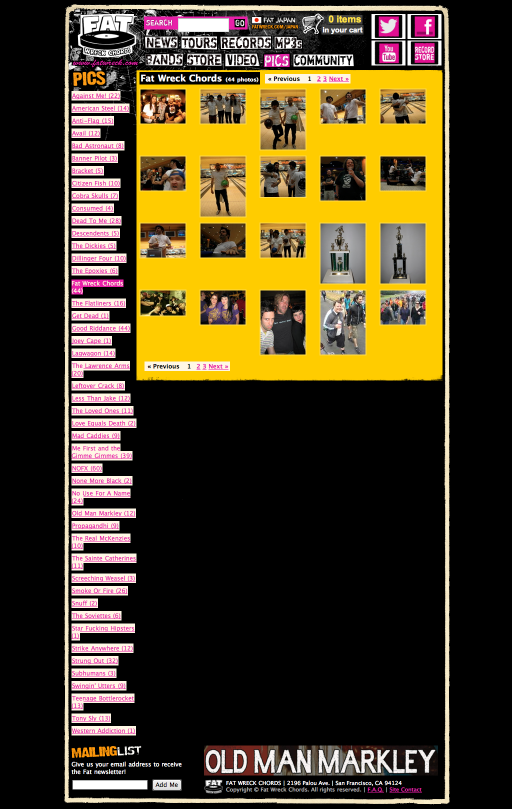 FAT
WRECK CHORDS
www.fatwreck.com
SEARCH GO
FAT JAPAN
FATWRECK.COM/JAPAN
0 items
in your cart
You Tube
RECORD STORE
NEWS TOURS RECORDS MP3s
BANDS STORE VIDEO PICS COMMUNITY
PICS
Fat Wreck Chords (44 photos)
« Previous 1 2 3 Next »
Against Me! (22)
American Steel (14)
Anti-Flag (15)
Avail (12)
Bad Astronaut (8)
Banner Pilot (3)
Bracket (5)
Citizen Fish (10)
Cobra Skulls (7)
Consumed (4)
Dead To Me (28)
Descendents (5)
The Dickies (5)
Dillinger Four (10)
The Epoxies (6)
Fat Wreck Chords
(44)
The Flatliners (16)
Get Dead (1)
Good Riddance (44)
Joey Cape (1)
Lagwagon (14)
The Lawrence Arms
(20)
Leftover Crack (8)
Less Than Jake (12)
The Loved Ones (11)
Love Equals Death (2)
Mad Caddies (9)
Me First and the
Gimme Gimmes (39)
NOFX (60)
None More Black (2)
No Use For A Name
(24)
Old Man Markley (12)
Propagandhi (9)
The Real McKenzies
(10)
The Sainte Catherines
(11)
Screeching Weasel (3)
Smoke Or Fire (26)
Snuff (2)
The Soviettes (6)
Star Fucking Hipsters
(1)
Strike Anywhere (12)
Strung Out (32)
Subhumans (3)
Swingin' Utters (9)
Teenage Bottlerocket
(13)
Tony Sly (13)
Western Addiction (1)
« Previous 1 2 3 Next »
MAILINGLIST
Give us your email address to receive
the Fat newsletter!
Add Me
OLD MAN MARKLEY
FAT WRECK CHORDS | 2196 Palou Ave. | San Francisco, CA 94124
Copyright © Fat Wreck Chords. All rights reserved. | F.A.Q. | Site Contact